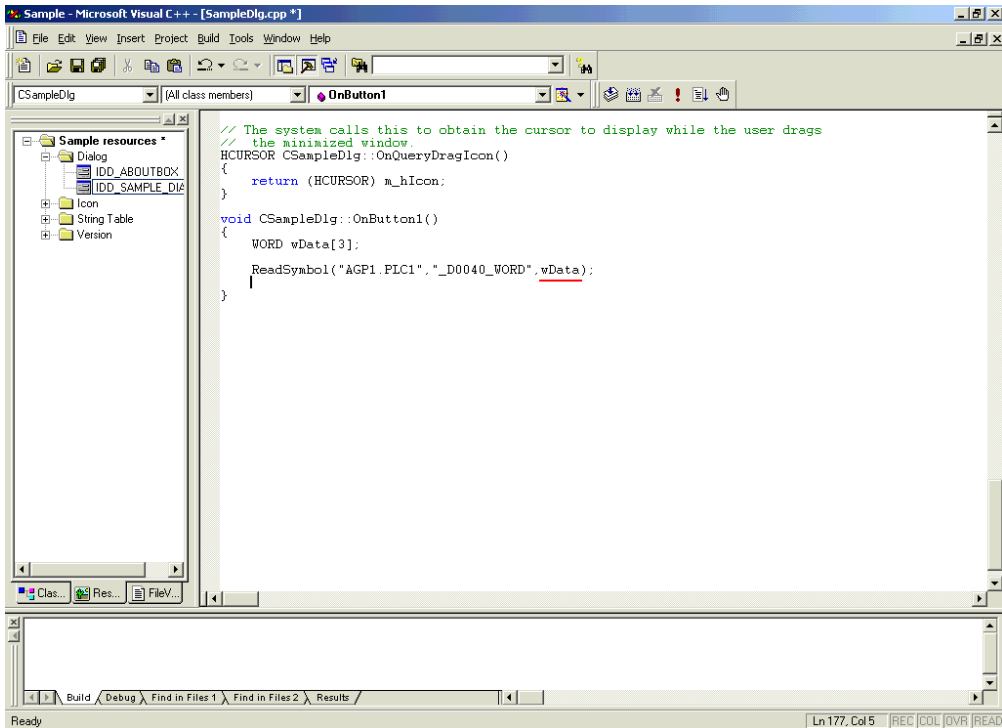 Sample - Microsoft Visual C++ - [SampleDlg.cpp *]
File Edit View Insert Project Build Tools Window Help
CSampleDlg (All class members) OnButton1
Sample resources *
Dialog
IDD_ABOUTBOX
IDD_SAMPLE_DIA
Icon
String Table
Version
// The system calls this to obtain the cursor to display while the user drags
//  the minimized window.
HCURSOR CSampleDlg::OnQueryDragIcon()
{
    return (HCURSOR) m_hIcon;
}
void CSampleDlg::OnButton1()
{
    WORD wData[3];
    ReadSymbol("AGP1.PLC1","_D0040_WORD",wData);
}
Clas... Res... FileV...
Build Debug Find in Files 1 Find in Files 2 Results
Ready Ln 177, Col 5 REC COL OVR READ